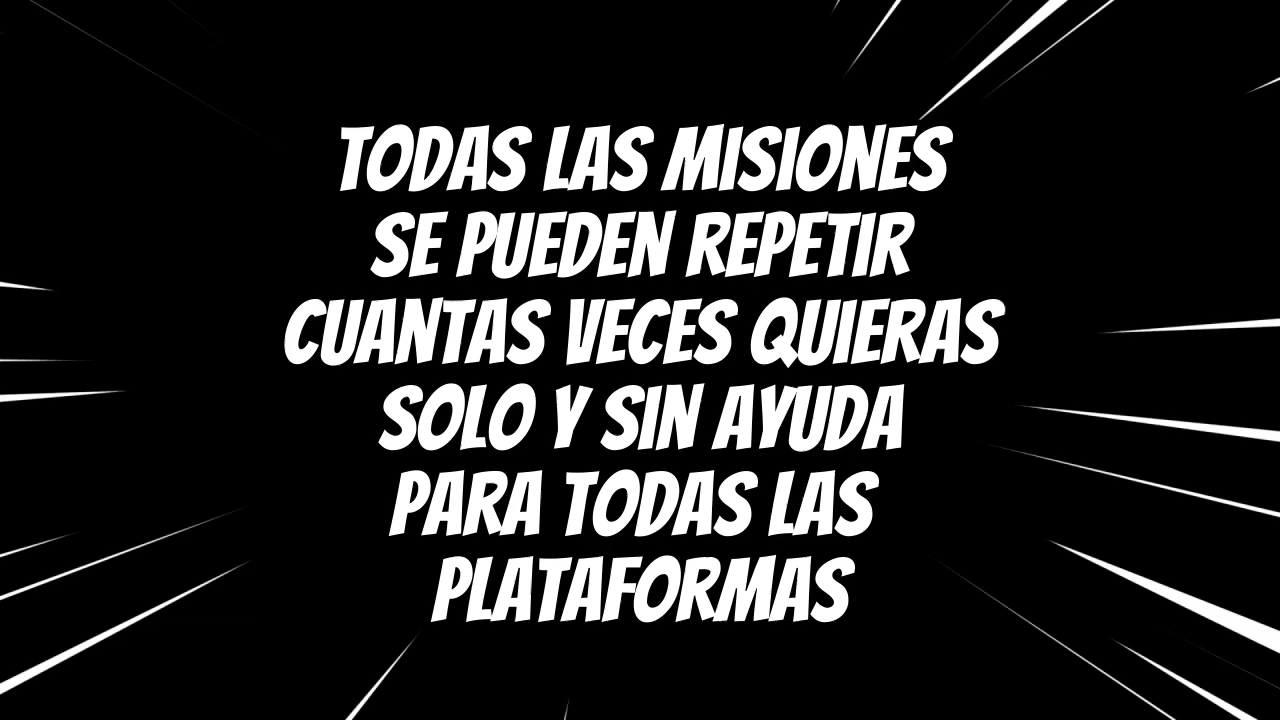 TODAS LAS MISIONES
SE PUEDEN REPETIR
CUANTAS VECES QUIERAS
SOLO Y SIN AYUDA
PARA TODAS LAS
PLATAFORMAS